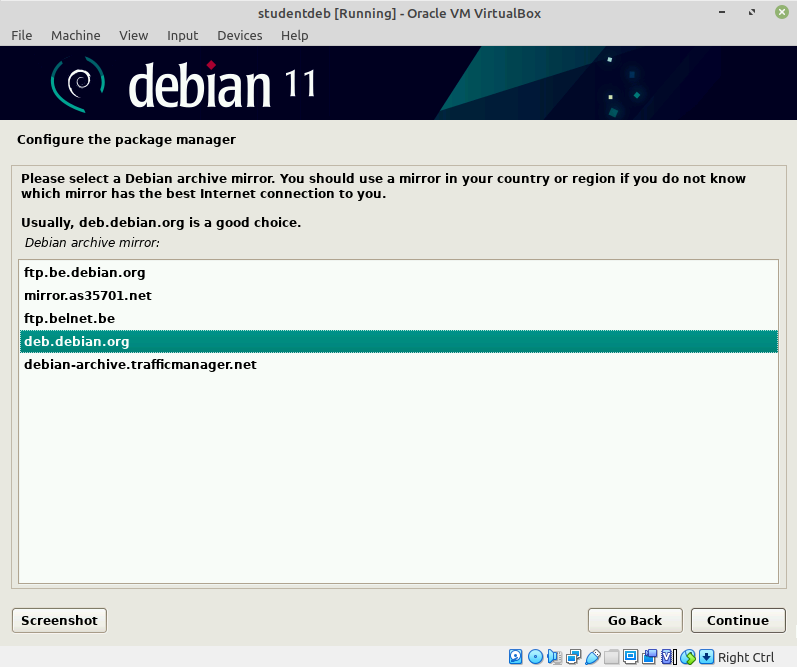 studentdeb [Running] - Oracle VM VirtualBox
File Machine View Input Devices Help
debian 11
Configure the package manager
Please select a Debian archive mirror. You should use a mirror in your country or region if you do not know
which mirror has the best Internet connection to you.
Usually, deb.debian.org is a good choice.
Debian archive mirror:
ftp.be.debian.org
mirror.as35701.net
ftp.belnet.be
deb.debian.org
debian-archive.trafficmanager.net
Screenshot Go Back Continue
Right Ctrl